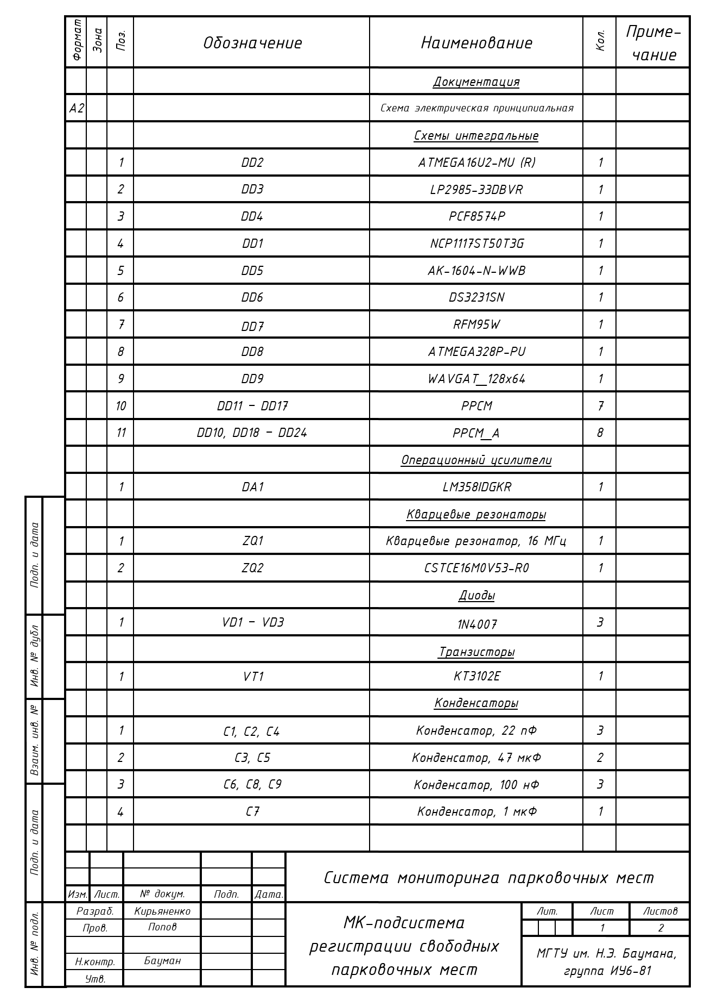 Формат Зона Поз. Обозначение Наименование Кол. Приме-
чание
Документация
А2 Схема электрическая принципиальная
Схемы интегральные
1 DD2 ATMEGA16U2-MU (R) 1
2 DD3 LP2985-33DBVR 1
3 DD4 PCF8574P 1
4 DD1 NCP1117ST50T3G 1
5 DD5 AK-1604-N-WWB 1
6 DD6 DS3231SN 1
7 DD7 RFM95W 1
8 DD8 ATMEGA328P-PU 1
9 DD9 WAVGAT_128x64 1
10 DD11 - DD17 PPCM 7
11 DD10, DD18 - DD24 PPCM_A 8
Операционный усилители
1 DA1 LM358IDGKR 1
Кварцевые резонаторы
1 ZQ1 Кварцевые резонатор, 16 МГц 1
2 ZQ2 CSTCE16M0V53-R0 1
Диоды
1 VD1 - VD3 1N4007 3
Транзисторы
1 VT1 КТ3102Е 1
Конденсаторы
1 C1, C2, C4 Конденсатор, 22 пФ 3
2 C3, C5 Конденсатор, 47 мкФ 2
3 C6, C8, C9 Конденсатор, 100 нФ 3
4 C7 Конденсатор, 1 мкФ 1
Подп. и дата
Инв. № дубл
Взаим. инв. №
Подп. и дата
Инв. № подл.
Система мониторинга парковочных мест
Изм. Лист. № докум. Подп. Дата.
Разраб. Кирьяненко
Пров. Попов
Н.контр. Бауман
Утв.
МК-подсистема
регистрации свободных
парковочных мест
Лит. Лист Листов
1 2
МГТУ им. Н.Э. Баумана,
группа ИУ6-81